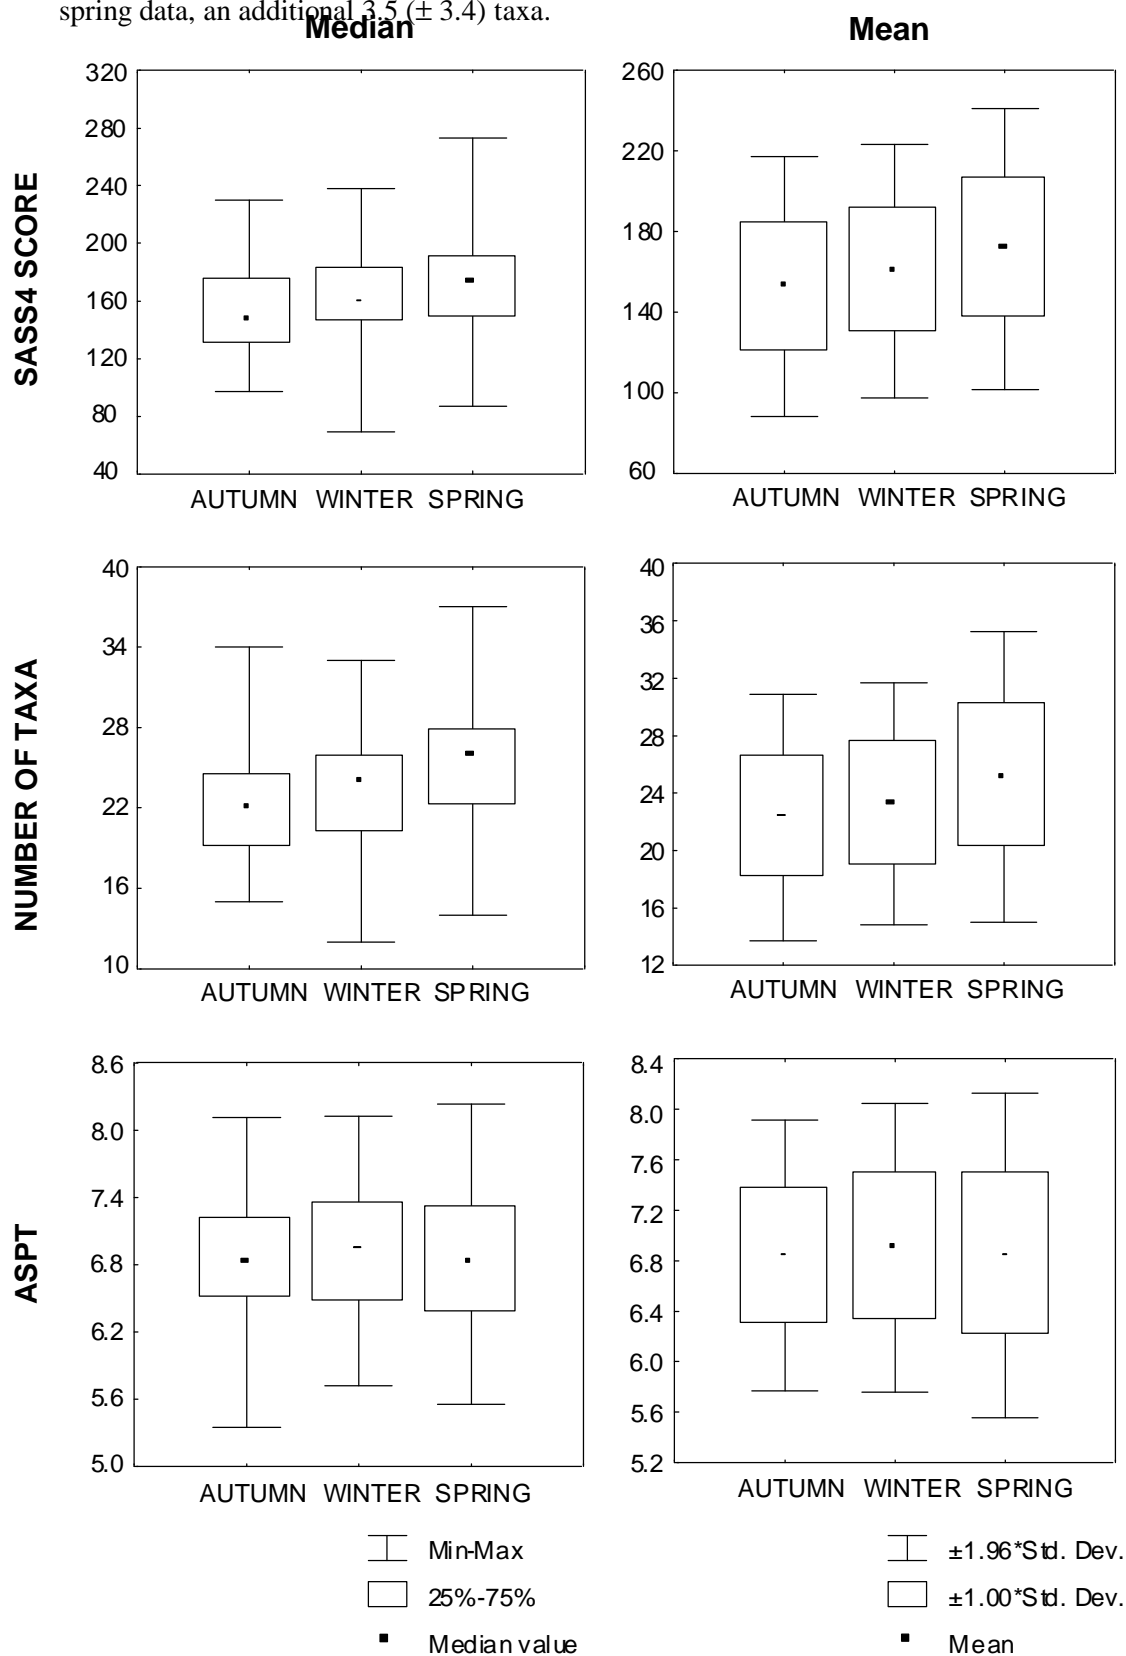 spring data, an additional 3.5 (± 3.4) taxa.
Median
Mean
SASS4 SCORE
320
280
240
200
160
120
80
40
AUTUMN WINTER SPRING
260
220
180
140
100
60
AUTUMN WINTER SPRING
NUMBER OF TAXA
40
34
28
22
16
10
AUTUMN WINTER SPRING
40
36
32
28
24
20
16
12
AUTUMN WINTER SPRING
ASPT
8.6
8.0
7.4
6.8
6.2
5.6
5.0
AUTUMN WINTER SPRING
8.4
8.0
7.6
7.2
6.8
6.4
6.0
5.6
5.2
AUTUMN WINTER SPRING
Min-Max
25%-75%
Median value
±1.96*Std. Dev.
±1.00*Std. Dev.
Mean